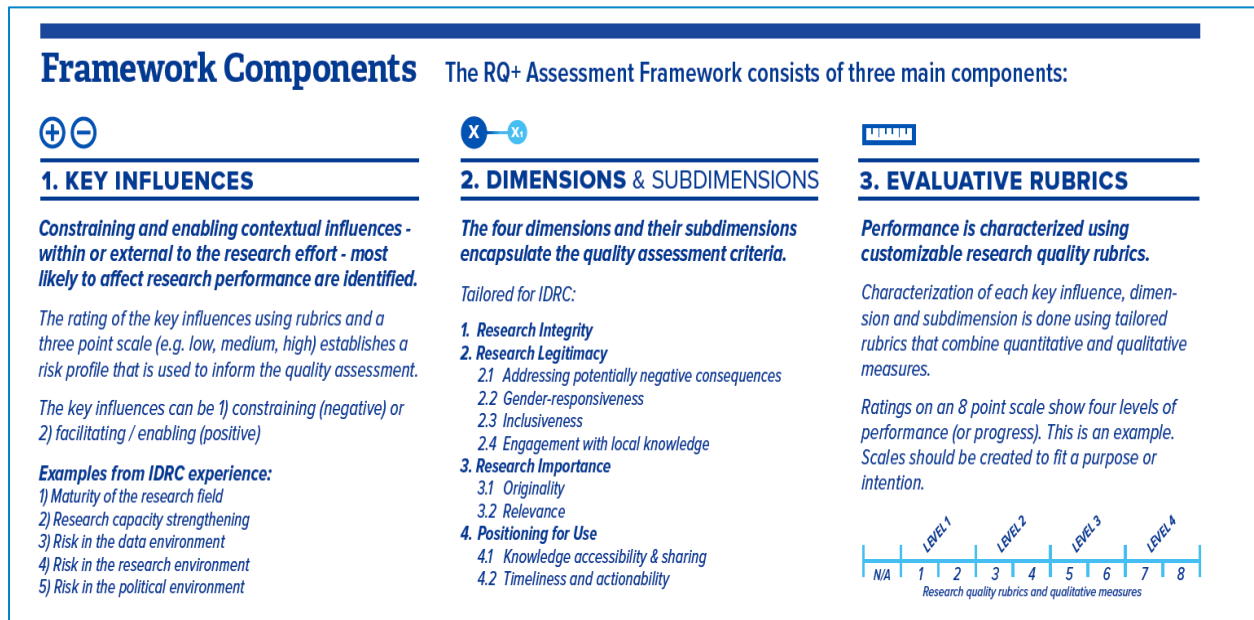 Framework Components The RQ+ Assessment Framework consists of three main components:
1. KEY INFLUENCES
Constraining and enabling contextual influences -
within or external to the research effort - most
likely to affect research performance are identified.
The rating of the key influences using rubrics and a
three point scale (e.g. low, medium, high) establishes a
risk profile that is used to inform the quality assessment.
The key influences can be 1) constraining (negative) or
2) facilitating / enabling (positive)
Examples from IDRC experience:
1) Maturity of the research field
2) Research capacity strengthening
3) Risk in the data environment
4) Risk in the research environment
5) Risk in the political environment
X X1
2. DIMENSIONS & SUBDIMENSIONS
The four dimensions and their subdimensions
encapsulate the quality assessment criteria.
Tailored for IDRC:
1. Research Integrity
2. Research Legitimacy
2.1 Addressing potentially negative consequences
2.2 Gender-responsiveness
2.3 Inclusiveness
2.4 Engagement with local knowledge
3. Research Importance
3.1 Originality
3.2 Relevance
4. Positioning for Use
4.1 Knowledge accessibility & sharing
4.2 Timeliness and actionability
3. EVALUATIVE RUBRICS
Performance is characterized using
customizable research quality rubrics.
Characterization of each key influence, dimen-
sion and subdimension is done using tailored
rubrics that combine quantitative and qualitative
measures.
Ratings on an 8 point scale show four levels of
performance (or progress). This is an example.
Scales should be created to fit a purpose or
intention.
LEVEL 1 LEVEL 2 LEVEL 3 LEVEL 4
N/A 1 2 3 4 5 6 7 8
Research quality rubrics and qualitative measures